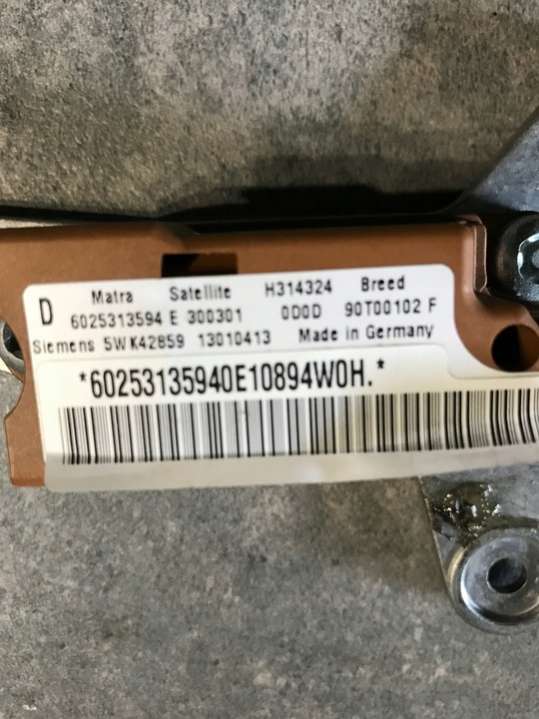 D Matra Satellite H314324 Breed
6025313594 E 300301 0D0D 90T00102 F
Siemens 5WK42859 13010413 Made in Germany
*60253135940E10894W0H.*